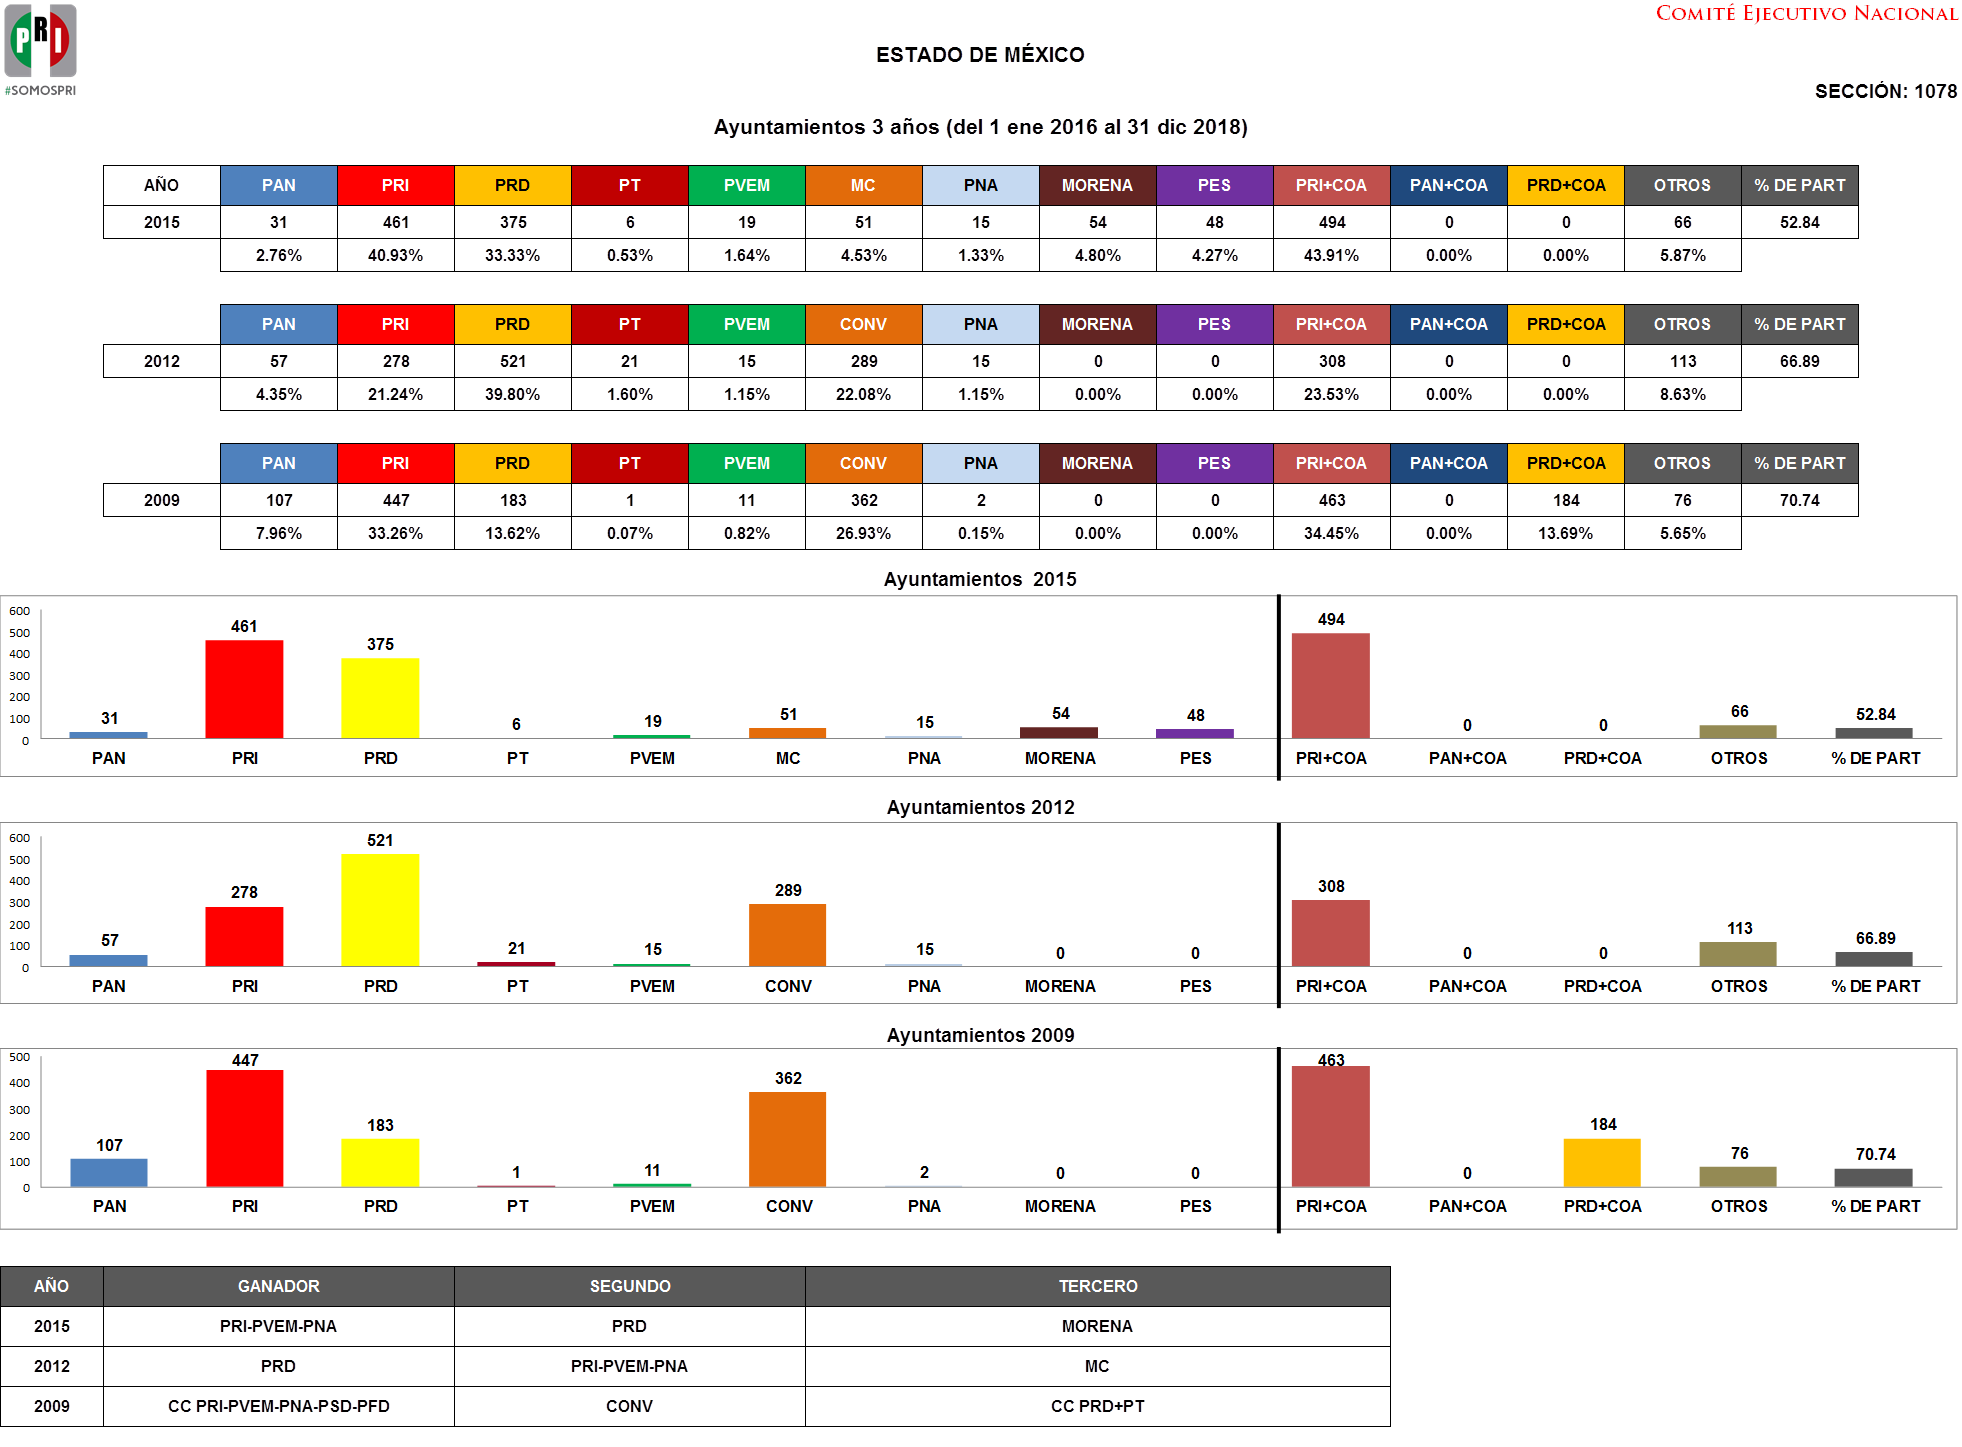 PRI
#SOMOSPRI
COMITÉ EJECUTIVO NACIONAL
ESTADO DE MÉXICO
SECCIÓN: 1078
Ayuntamientos 3 años (del 1 ene 2016 al 31 dic 2018)
AÑO PAN PRI PRD PT PVEM MC PNA MORENA PES PRI+COA PAN+COA PRD+COA OTROS % DE PART
2015 31 461 375 6 19 51 15 54 48 494 0 0 66 52.84
2.76% 40.93% 33.33% 0.53% 1.64% 4.53% 1.33% 4.80% 4.27% 43.91% 0.00% 0.00% 5.87%
PAN PRI PRD PT PVEM CONV PNA MORENA PES PRI+COA PAN+COA PRD+COA OTROS % DE PART
2012 57 278 521 21 15 289 15 0 0 308 0 0 113 66.89
4.35% 21.24% 39.80% 1.60% 1.15% 22.08% 1.15% 0.00% 0.00% 23.53% 0.00% 0.00% 8.63%
PAN PRI PRD PT PVEM CONV PNA MORENA PES PRI+COA PAN+COA PRD+COA OTROS % DE PART
2009 107 447 183 1 11 362 2 0 0 463 0 184 76 70.74
7.96% 33.26% 13.62% 0.07% 0.82% 26.93% 0.15% 0.00% 0.00% 34.45% 0.00% 13.69% 5.65%
Ayuntamientos 2015
600
500
400
300
200
100
0
31 461 375 6 19 51 15 54 48 494 0 0 66 52.84
PAN PRI PRD PT PVEM MC PNA MORENA PES PRI+COA PAN+COA PRD+COA OTROS % DE PART
Ayuntamientos 2012
600
500
400
300
200
100
0
57 278 521 21 15 289 15 0 0 308 0 0 113 66.89
PAN PRI PRD PT PVEM CONV PNA MORENA PES PRI+COA PAN+COA PRD+COA OTROS % DE PART
Ayuntamientos 2009
500
400
300
200
100
0
107 447 183 1 11 362 2 0 0 463 0 184 76 70.74
PAN PRI PRD PT PVEM CONV PNA MORENA PES PRI+COA PAN+COA PRD+COA OTROS % DE PART
AÑO GANADOR SEGUNDO TERCERO
2015 PRI-PVEM-PNA PRD MORENA
2012 PRD PRI-PVEM-PNA MC
2009 CC PRI-PVEM-PNA-PSD-PFD CONV CC PRD+PT